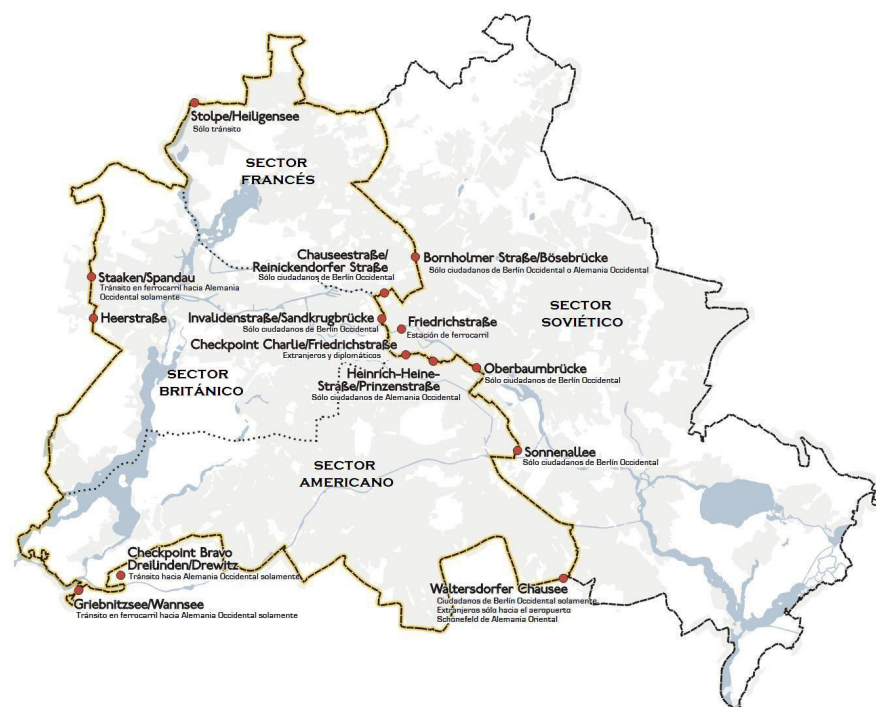 Stolpe/Heiligensee
Sólo tránsito
SECTOR
FRANCÉS
Chauseestraße/
Reinickendorfer Straße
Sólo ciudadanos de Berlín Occidental
Bornholmer Straße/Bösebrücke
Sólo ciudadanos de Berlín Occidental o Alemania Occidental
Staaken/Spandau
Tránsito en ferrocarril hacia Alemania
Occidental solamente
Heerstraße
Invalidenstraße/Sandkrugbrücke
Sólo ciudadanos de Berlín Occidental
Friedrichstraße
Estación de ferrocarril
SECTOR
SOVIÉTICO
Checkpoint Charlie/Friedrichstraße
Extranjeros y diplomáticos
SECTOR
BRITÁNICO
Heinrich-Heine-
Straße/Prinzenstraße
Sólo ciudadanos de Alemania Occidental
Oberbaumbrücke
Sólo ciudadanos de Berlín Occidental
Sonnenallee
Sólo ciudadanos de Berlín Occidental
SECTOR
AMERICANO
Checkpoint Bravo
Dreilinden/Drewitz
Tránsito hacia Alemania Occidental solamente
Griebnitzsee/Wannsee
Tránsito en ferrocarril hacia Alemania Occidental solamente
Waltersdorfer Chausee
Ciudadanos de Berlín Occidental solamente
Extranjeros sólo hacia el aeropuerto
Schönefeld de Alemania Oriental